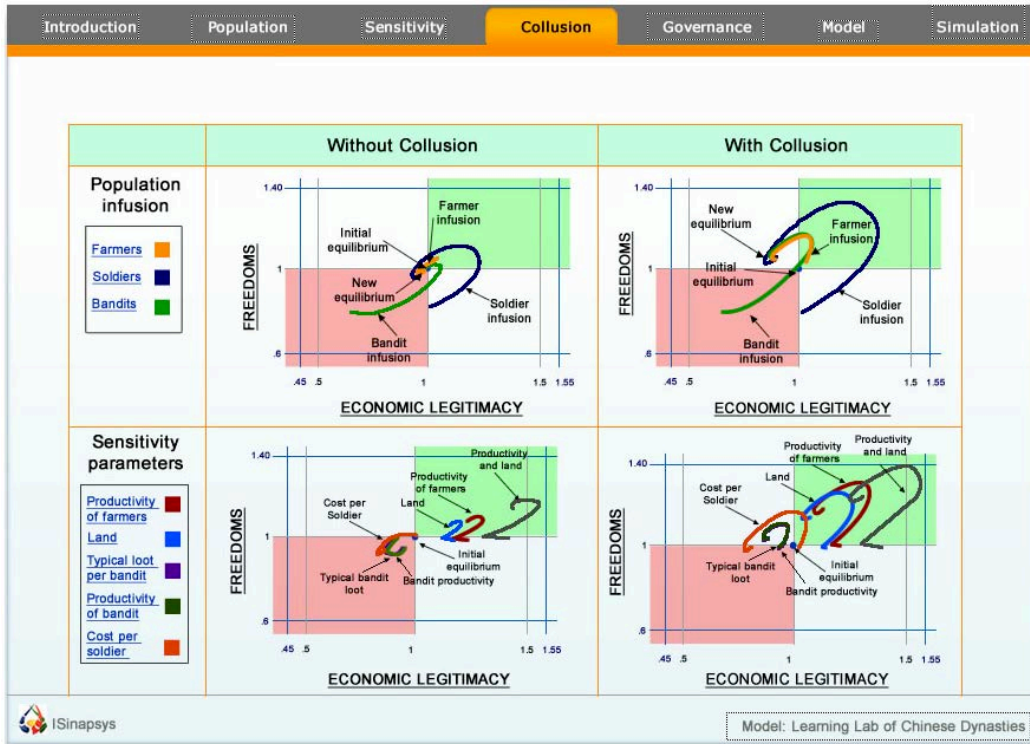 Introduction
Population
Sensitivity
Collusion
Governance
Model
Simulation
Without Collusion
With Collusion
Population
infusion
Farmers
Soldiers
Bandits
1.40
1
.6
FREEDOMS
Initial
equilibrium
Farmer
infusion
New
equilibrium
Soldier
infusion
Bandit
infusion
.45 .5 1 1.5 1.55
ECONOMIC LEGITIMACY
1.40
1
.6
FREEDOMS
New
equilibrium
Farmer
infusion
Initial
equilibrium
Soldier
infusion
Bandit
infusion
.45 .5 1 1.5 1.55
ECONOMIC LEGITIMACY
Sensitivity
parameters
Productivity
of farmers
Land
Typical loot
per bandit
Productivity
of bandit
Cost per
soldier
1.40
1
.6
FREEDOMS
Productivity
and land
Productivity
of farmers
Cost per
Soldier
Land
Initial
equilibrium
Typical bandit
loot
Bandit productivity
.45 .5 1 1.5 1.55
ECONOMIC LEGITIMACY
1.40
1
.6
FREEDOMS
Productivity
of farmers
Productivity
and land
Land
Cost per
Soldier
Typical bandit
loot
Initial
equilibrium
Bandit productivity
.45 .5 1 1.5 1.55
ECONOMIC LEGITIMACY
ISinapsys
Model: Learning Lab of Chinese Dynasties